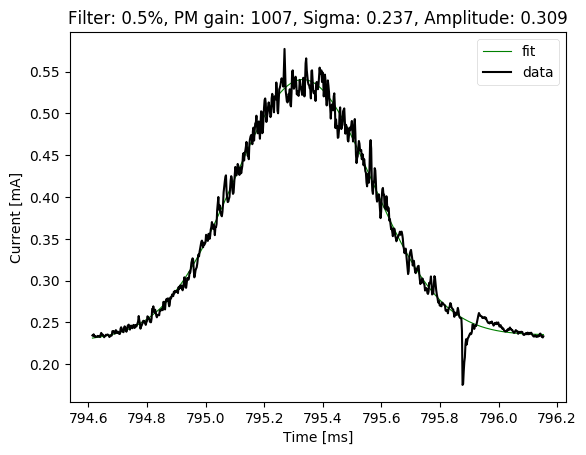 Filter: 0.5%, PM gain: 1007, Sigma: 0.237, Amplitude: 0.309
fit
data
Current [mA]
0.55
0.50
0.45
0.40
0.35
0.30
0.25
0.20
794.6 794.8 795.0 795.2 795.4 795.6 795.8 796.0 796.2
Time [ms]